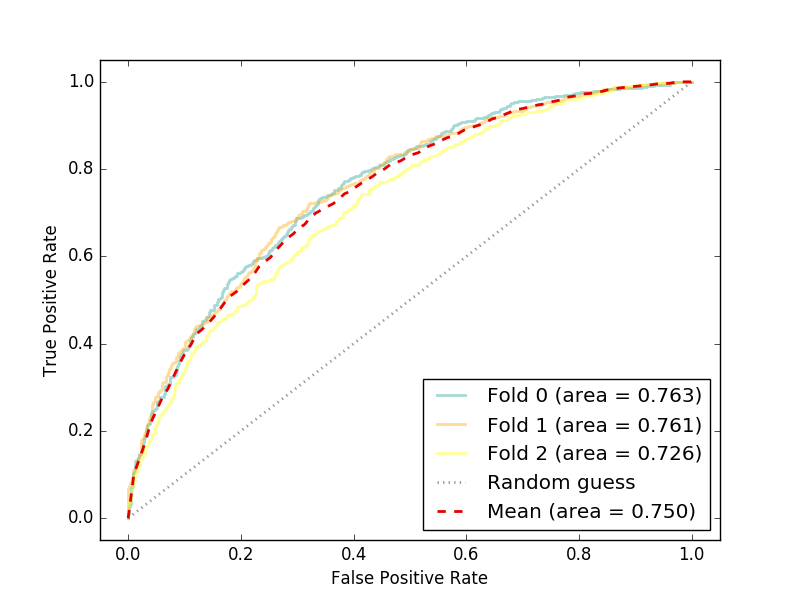 1.0
0.8
0.6
0.4
0.2
0.0
True Positive Rate
0.0 0.2 0.4 0.6 0.8 1.0
False Positive Rate
Fold 0 (area = 0.763)
Fold 1 (area = 0.761)
Fold 2 (area = 0.726)
Random guess
Mean (area = 0.750)